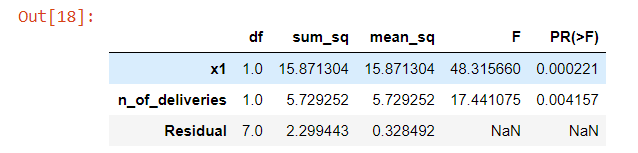 Out[18]:
df sum_sq mean_sq F PR(>F)
x1 1.0 15.871304 15.871304 48.315660 0.000221
n_of_deliveries 1.0 5.729252 5.729252 17.441075 0.004157
Residual 7.0 2.299443 0.328492 NaN NaN